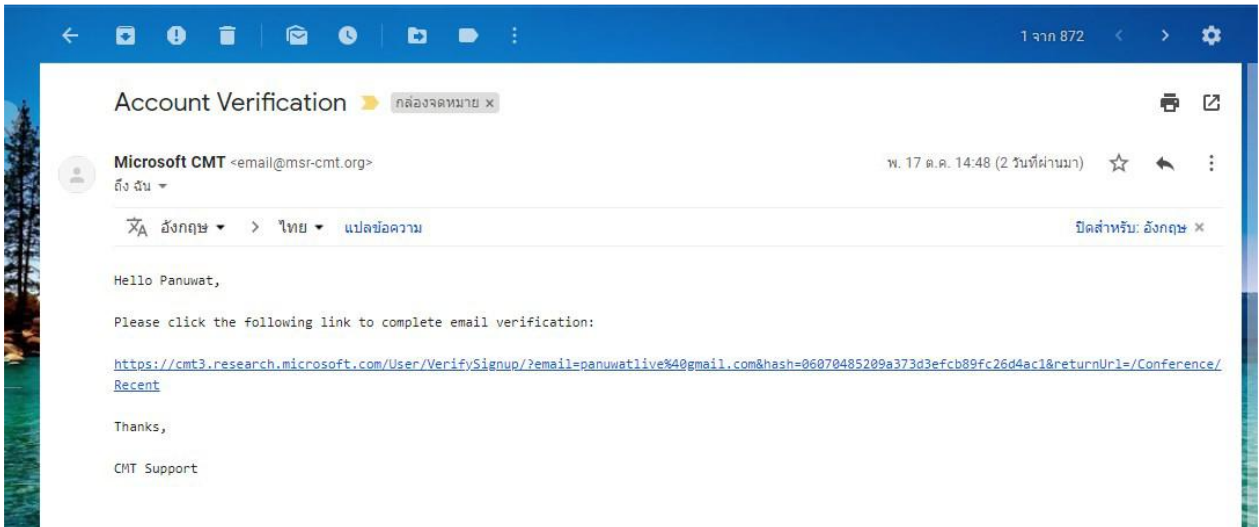 1 จาก 872
Account Verification กล่องจดหมาย ×
Microsoft CMT <email@msr-cmt.org> พ. 17 ต.ค. 14:48 (2 วันที่ผ่านมา)
ถึง ฉัน
อังกฤษ > ไทย แปลข้อความ ปิดสำหรับ: อังกฤษ ×
Hello Panuwat,
Please click the following link to complete email verification:
https://cmt3.research.microsoft.com/User/VerifySignup/?email=panuwatlive%40gmail.com&hash=06070485209a373d3efcb89fc26d4ac1&returnUrl=/Conference/
Recent
Thanks,
CMT Support